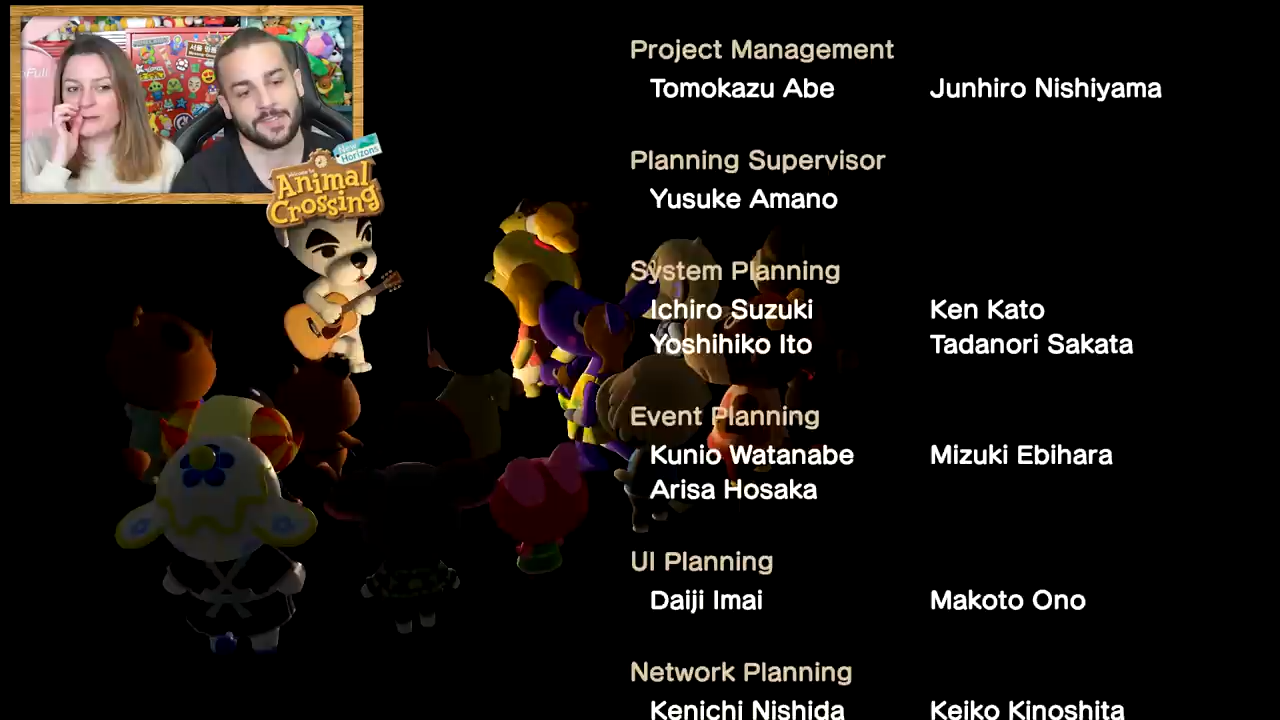 Project Management
Tomokazu Abe Junhiro Nishiyama
Planning Supervisor
Yusuke Amano
System Planning
Ichiro Suzuki Ken Kato
Yoshihiko Ito Tadanori Sakata
Event Planning
Kunio Watanabe Mizuki Ebihara
Arisa Hosaka
UI Planning
Daiji Imai Makoto Ono
Network Planning
Kenichi Nishida Keiko Kinoshita
New
Horizons
Animal
Crossing